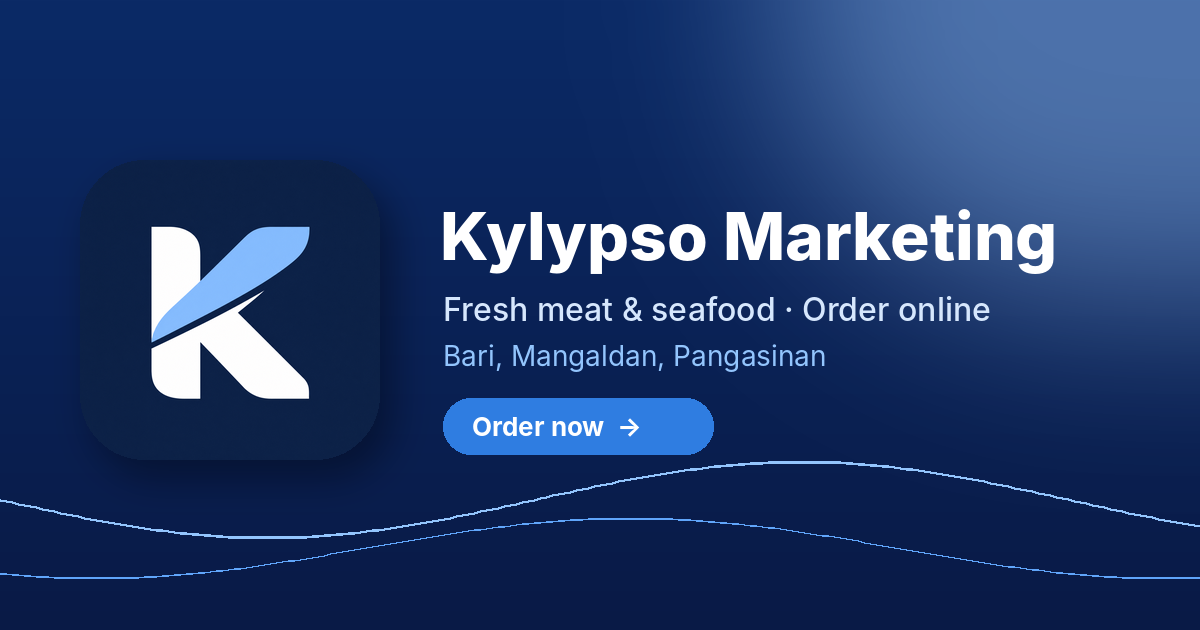 K
Kylypso Marketing
Fresh meat & seafood · Order online
Bari, Mangaldan, Pangasinan
Order now →